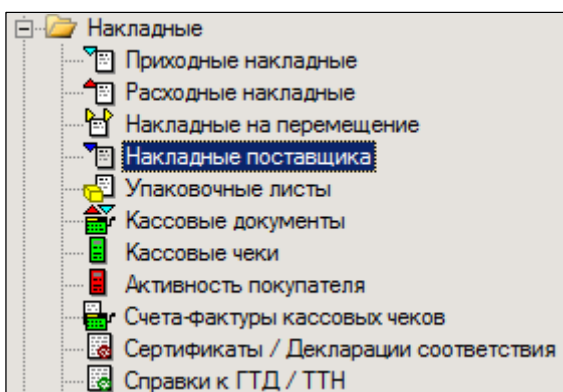 Накладные
Приходные накладные
Расходные накладные
Накладные на перемещение
Накладные поставщика
Упаковочные листы
Кассовые документы
Кассовые чеки
Активность покупателя
Счета-фактуры кассовых чеков
Сертификаты / Декларации соответствия
Справки к ГТД / ТТН